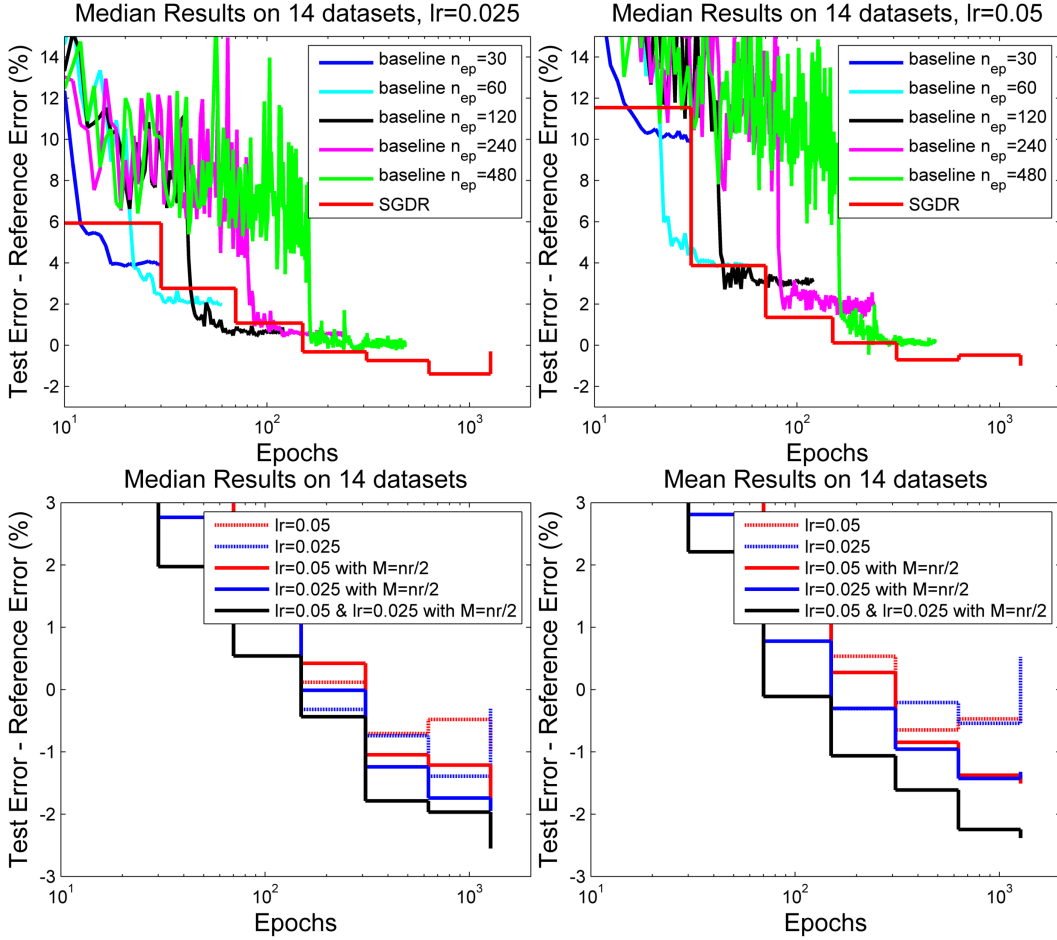 Median Results on 14 datasets, lr=0.025
Test Error - Reference Error (%)
14
12
10
8
6
4
2
0
-2
baseline n_ep=30
baseline n_ep=60
baseline n_ep=120
baseline n_ep=240
baseline n_ep=480
SGDR
10^1
10^2
10^3
Epochs
Median Results on 14 datasets, lr=0.05
Test Error - Reference Error (%)
14
12
10
8
6
4
2
0
-2
baseline n_ep=30
baseline n_ep=60
baseline n_ep=120
baseline n_ep=240
baseline n_ep=480
SGDR
10^1
10^2
10^3
Epochs
Median Results on 14 datasets
Test Error - Reference Error (%)
3
2
1
0
-1
-2
-3
lr=0.05
lr=0.025
lr=0.05 with M=nr/2
lr=0.025 with M=nr/2
lr=0.05 & lr=0.025 with M=nr/2
10^1
10^2
10^3
Epochs
Mean Results on 14 datasets
Test Error - Reference Error (%)
3
2
1
0
-1
-2
-3
lr=0.05
lr=0.025
lr=0.05 with M=nr/2
lr=0.025 with M=nr/2
lr=0.05 & lr=0.025 with M=nr/2
10^1
10^2
10^3
Epochs